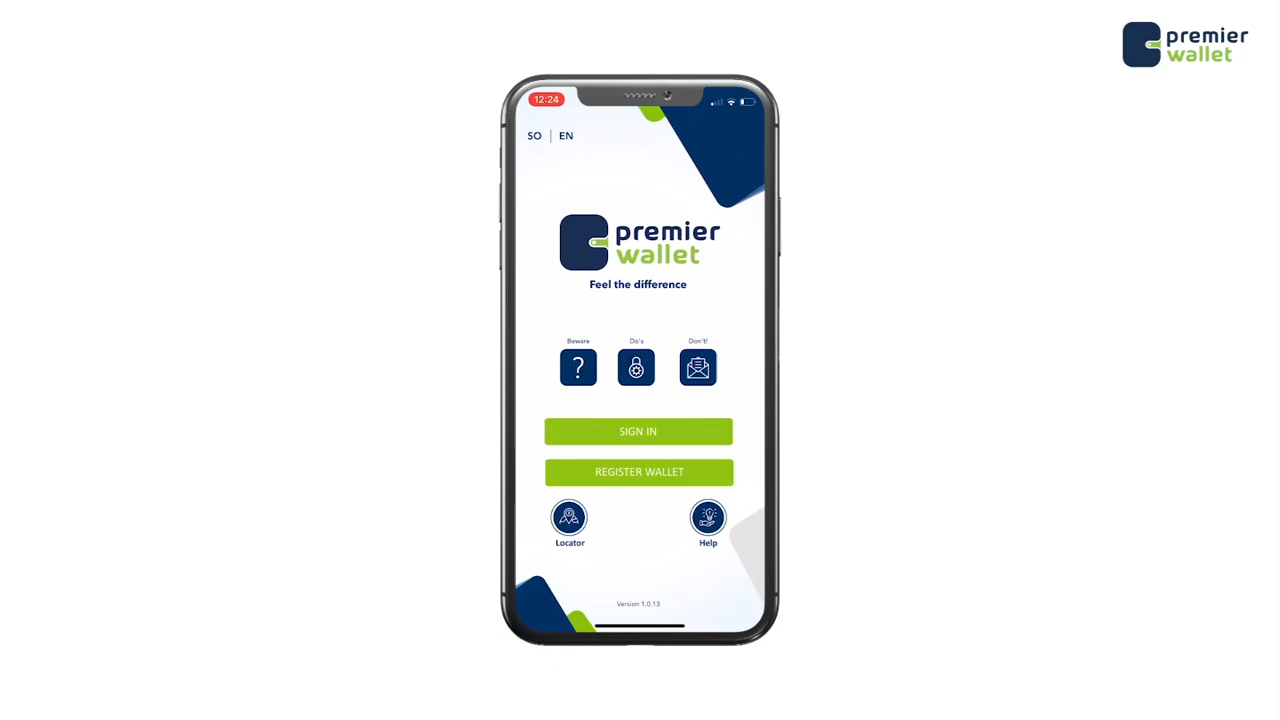 premier
wallet
12:24
SO | EN
premier
wallet
Feel the difference
Beware
Do's
Don't!
SIGN IN
REGISTER WALLET
Locator
Help
Version 1.0.13